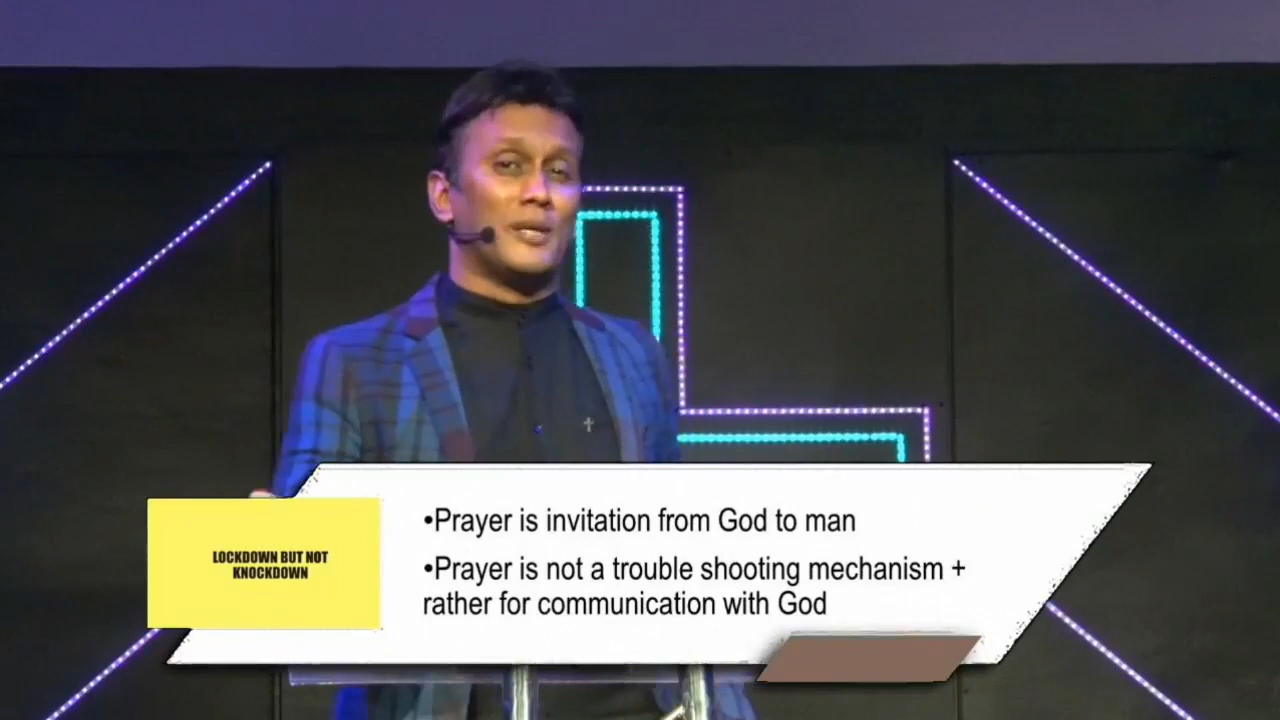 LOCKDOWN BUT NOT
KNOCKDOWN
•Prayer is invitation from God to man
•Prayer is not a trouble shooting mechanism +
rather for communication with God